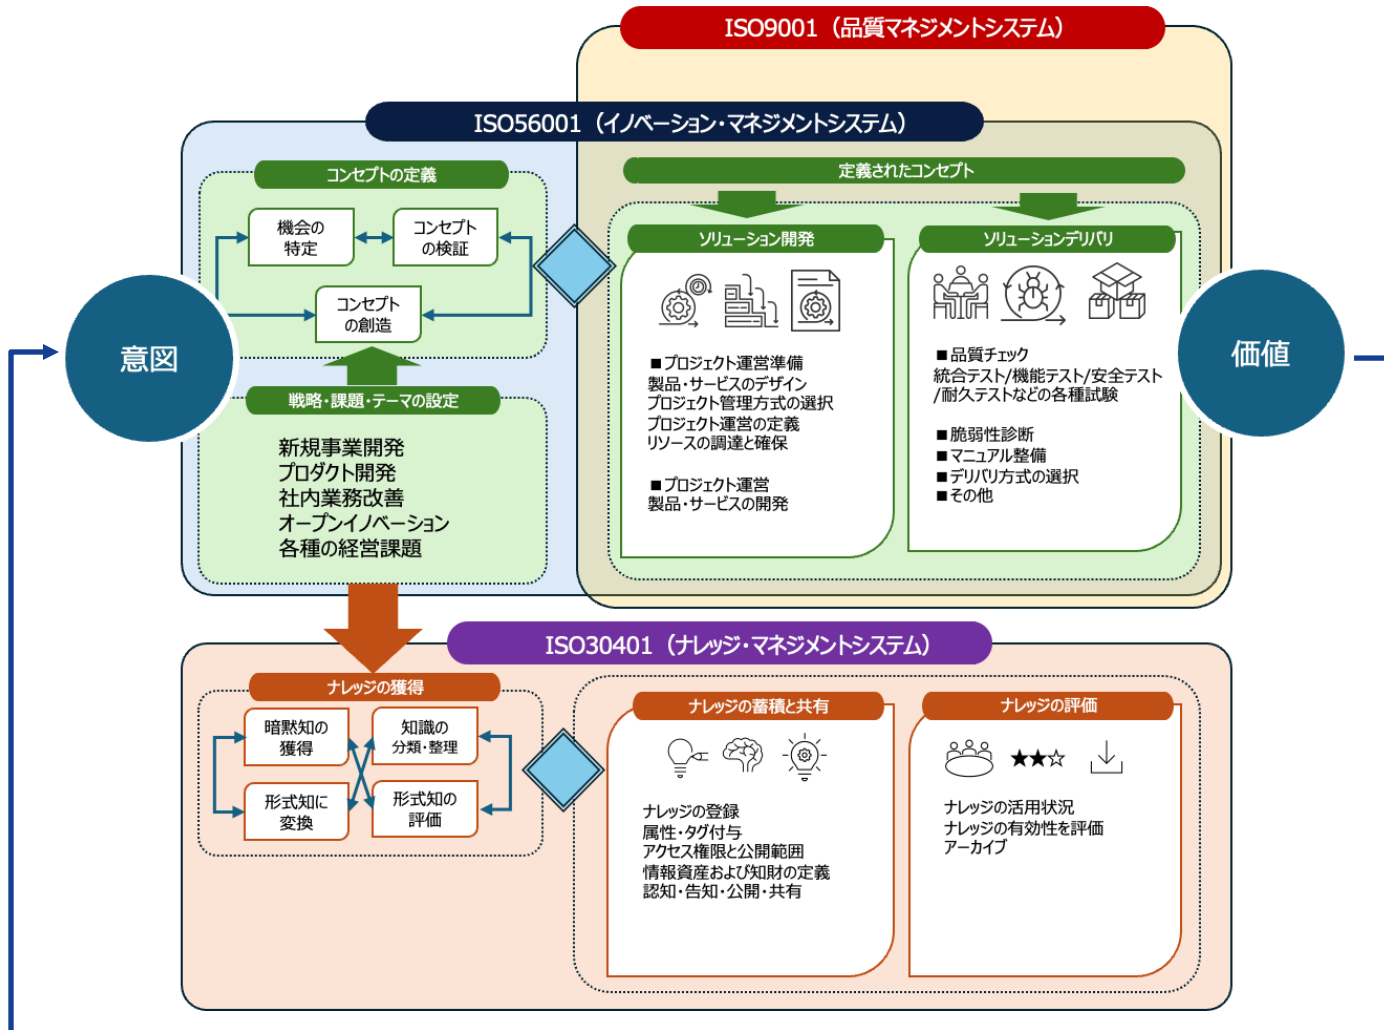 ISO9001（品質マネジメントシステム）
ISO56001（イノベーション・マネジメントシステム）
コンセプトの定義
機会の
特定
コンセプト
の検証
コンセプト
の創造
意図
戦略・課題・テーマの設定
新規事業開発
プロダクト開発
社内業務改善
オープンイノベーション
各種の経営課題
定義されたコンセプト
ソリューション開発
■プロジェクト運営準備
製品・サービスのデザイン
プロジェクト管理方式の選択
プロジェクト運営の定義
リソースの調達と確保
■プロジェクト運営
製品・サービスの開発
ソリューションデリバリ
■品質チェック
統合テスト/機能テスト/安全テスト
/耐久テストなどの各種試験
■脆弱性診断
■マニュアル整備
■デリバリ方式の選択
■その他
価値
ISO30401（ナレッジ・マネジメントシステム）
ナレッジの獲得
暗黙知の
獲得
知識の
分類・整理
形式知に
変換
形式知の
評価
ナレッジの蓄積と共有
ナレッジの登録
属性・タグ付与
アクセス権限と公開範囲
情報資産および知財の定義
認知・告知・公開・共有
ナレッジの評価
★★☆
ナレッジの活用状況
ナレッジの有効性を評価
アーカイブ